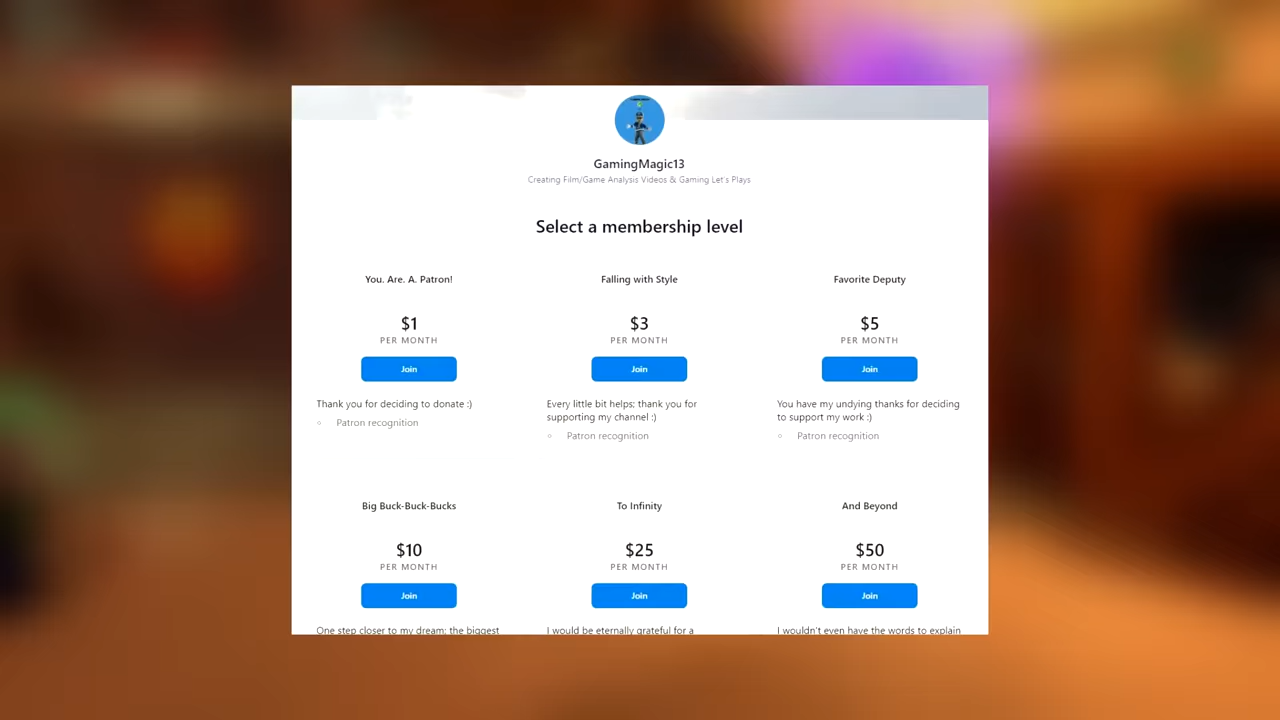 GamingMagic13
Creating Film/Game Analysis Videos & Gaming Let's Plays
Select a membership level
You. Are. A. Patron!
Falling with Style
Favorite Deputy
$1
$3
$5
PER MONTH
PER MONTH
PER MONTH
Join
Join
Join
Thank you for deciding to donate :)
Patron recognition
Every little bit helps; thank you for
supporting my channel :)
Patron recognition
You have my undying thanks for deciding
to support my work :)
Patron recognition
Big Buck-Buck-Bucks
To Infinity
And Beyond
$10
$25
$50
PER MONTH
PER MONTH
PER MONTH
Join
Join
Join
One step closer to my dream; the biggest
I would be eternally grateful for a
I wouldn't even have the words to explain